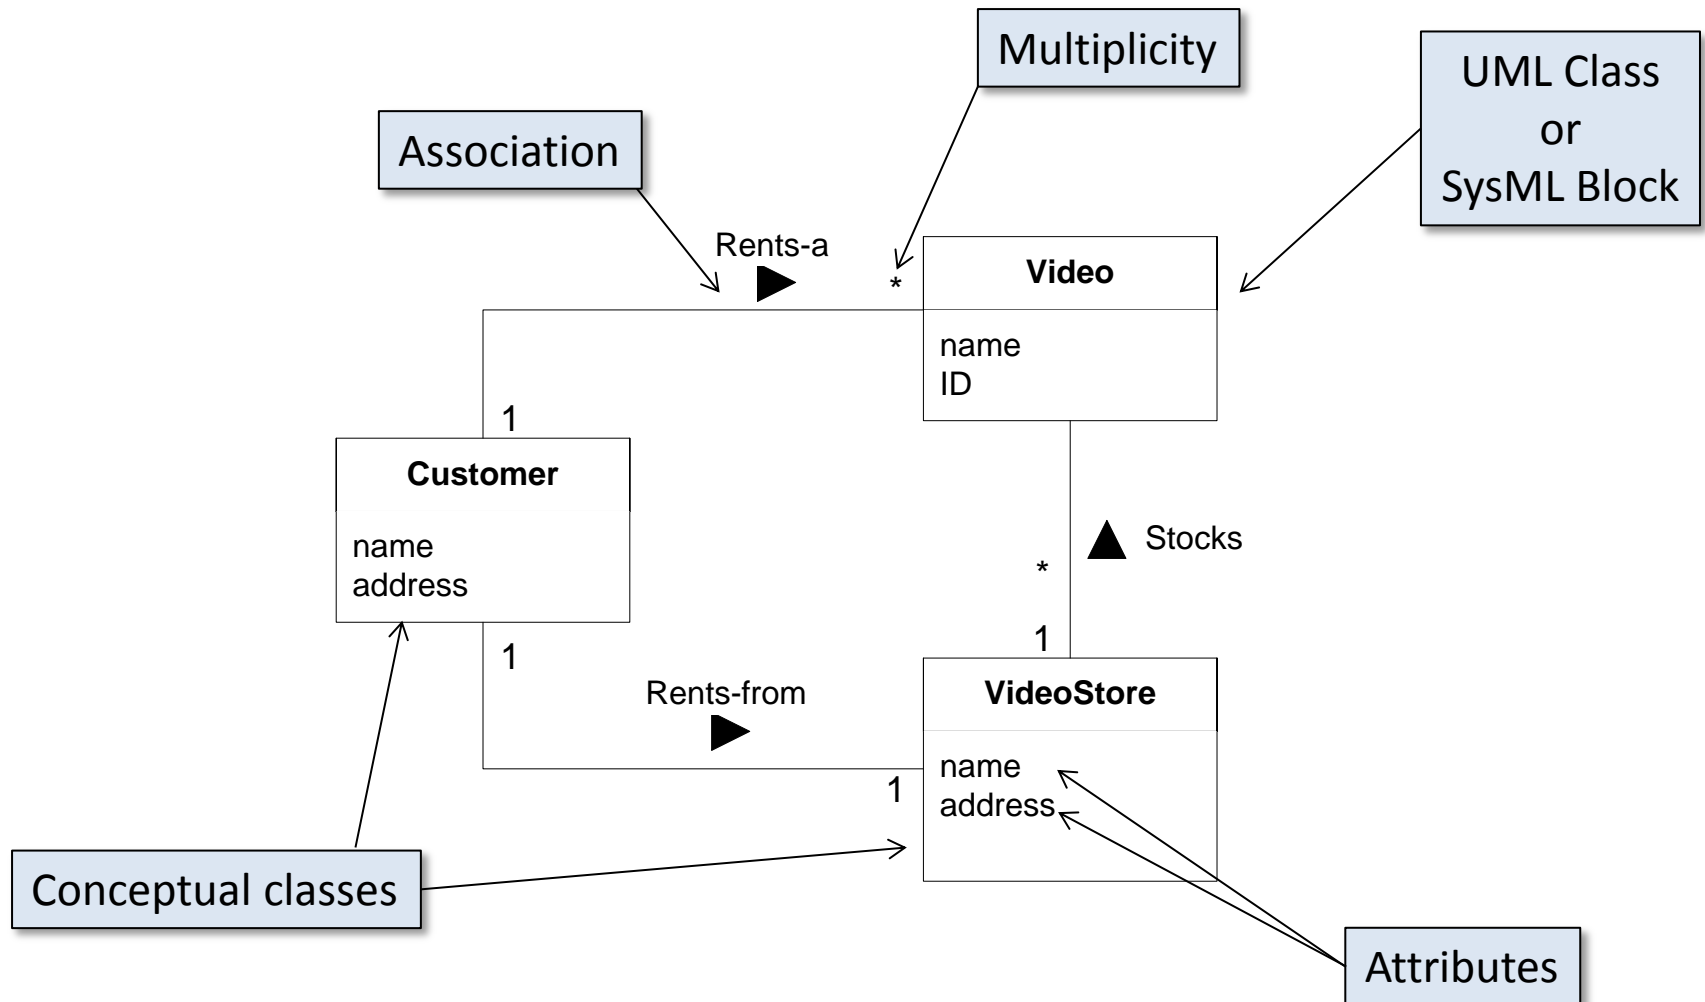 Multiplicity
UML Class
or
SysML Block
Association
Rents-a
*
Video
name
ID
1
Customer
name
address
Stocks
*
1
1
Rents-from
VideoStore
name
address
1
Conceptual classes
Attributes